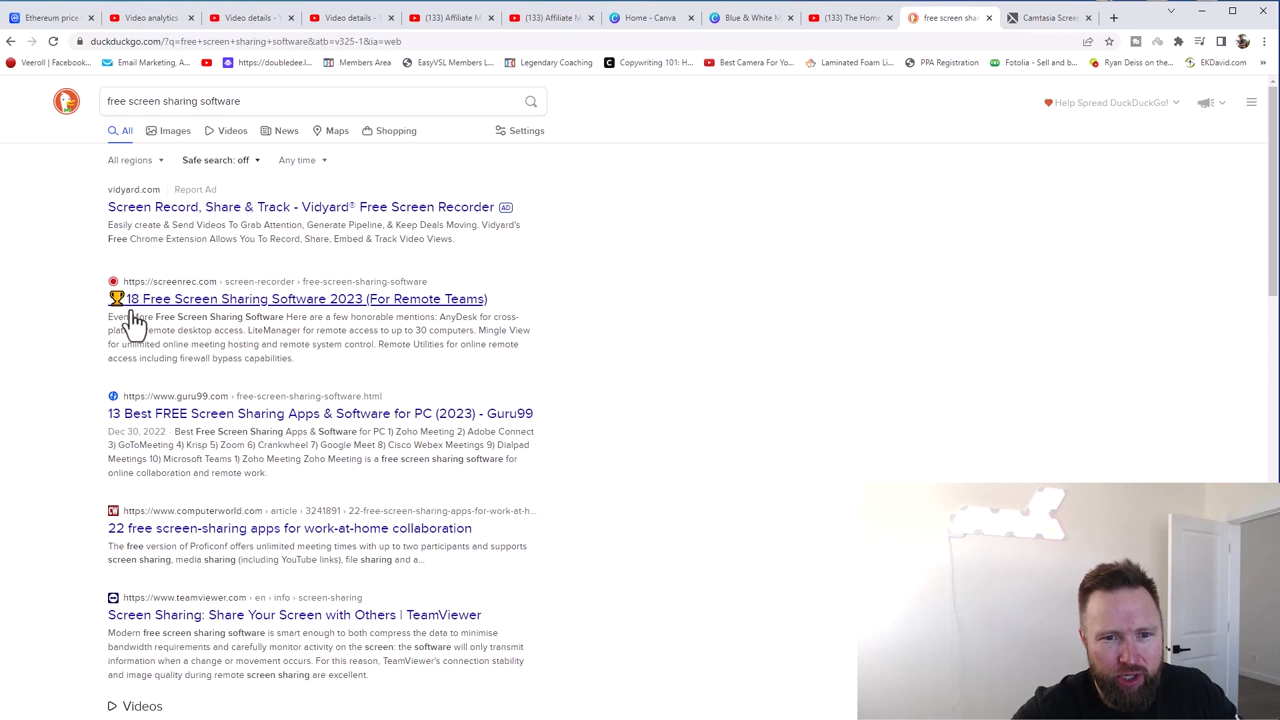 Ethereum price
Video analytics
Video details -
Video details -
(133) Affiliate M
(133) Affiliate M
Home - Canva
Blue & White M
(133) The Home
free screen sha
Camtasia Scree
duckduckgo.com/?q=free+screen+sharing+software&atb=v325-1&ia=web
Veeroll | Facebook...
Email Marketing, A...
https://doubledee.l...
Members Area
EasyVSL Members L...
Legendary Coaching
Copywriting 101: H...
Best Camera For Yo...
Laminated Foam Li...
PPA Registration
Fotolia - Sell and b...
Ryan Deiss on the...
EKDavid.com
free screen sharing software
Help Spread DuckDuckGo!
All
Images
Videos
News
Maps
Shopping
Settings
All regions
Safe search: off
Any time
vidyard.com
Report Ad
Screen Record, Share & Track - Vidyard® Free Screen Recorder AD
Easily create & Send Videos To Grab Attention, Generate Pipeline, & Keep Deals Moving. Vidyard's
Free Chrome Extension Allows You To Record, Share, Embed & Track Video Views.
https://screenrec.com › screen-recorder › free-screen-sharing-software
18 Free Screen Sharing Software 2023 (For Remote Teams)
Even More Free Screen Sharing Software Here are a few honorable mentions: AnyDesk for cross-
remote desktop access. LiteManager for remote access to up to 30 computers. Mingle View
for unlimited online meeting hosting and remote system control. Remote Utilities for online remote
access including firewall bypass capabilities.
https://www.guru99.com › free-screen-sharing-software.html
13 Best FREE Screen Sharing Apps & Software for PC (2023) - Guru99
Dec 30, 2022 · Best Free Screen Sharing Apps & Software for PC 1) Zoho Meeting 2) Adobe Connect
3) GoToMeeting 4) Krisp 5) Zoom 6) Crankwheel 7) Google Meet 8) Cisco Webex Meetings 9) Dialpad
Meetings 10) Microsoft Teams 1) Zoho Meeting Zoho Meeting is a free screen sharing software for
online collaboration and remote work.
https://www.computerworld.com › article › 3241891 › 22-free-screen-sharing-apps-for-work-at-h...
22 free screen-sharing apps for work-at-home collaboration
The free version of Proficonf offers unlimited meeting times with up to two participants and supports
screen sharing, media sharing (including YouTube links), file sharing and a...
https://www.teamviewer.com › en › info › screen-sharing
Screen Sharing: Share Your Screen with Others | TeamViewer
Modern free screen sharing software is smart enough to both compress the data to minimise
bandwidth requirements and carefully monitor activity on the screen: the software will only transmit
information when a change or movement occurs. For this reason, TeamViewer's connection stability
and image quality during remote screen sharing are excellent.
Videos